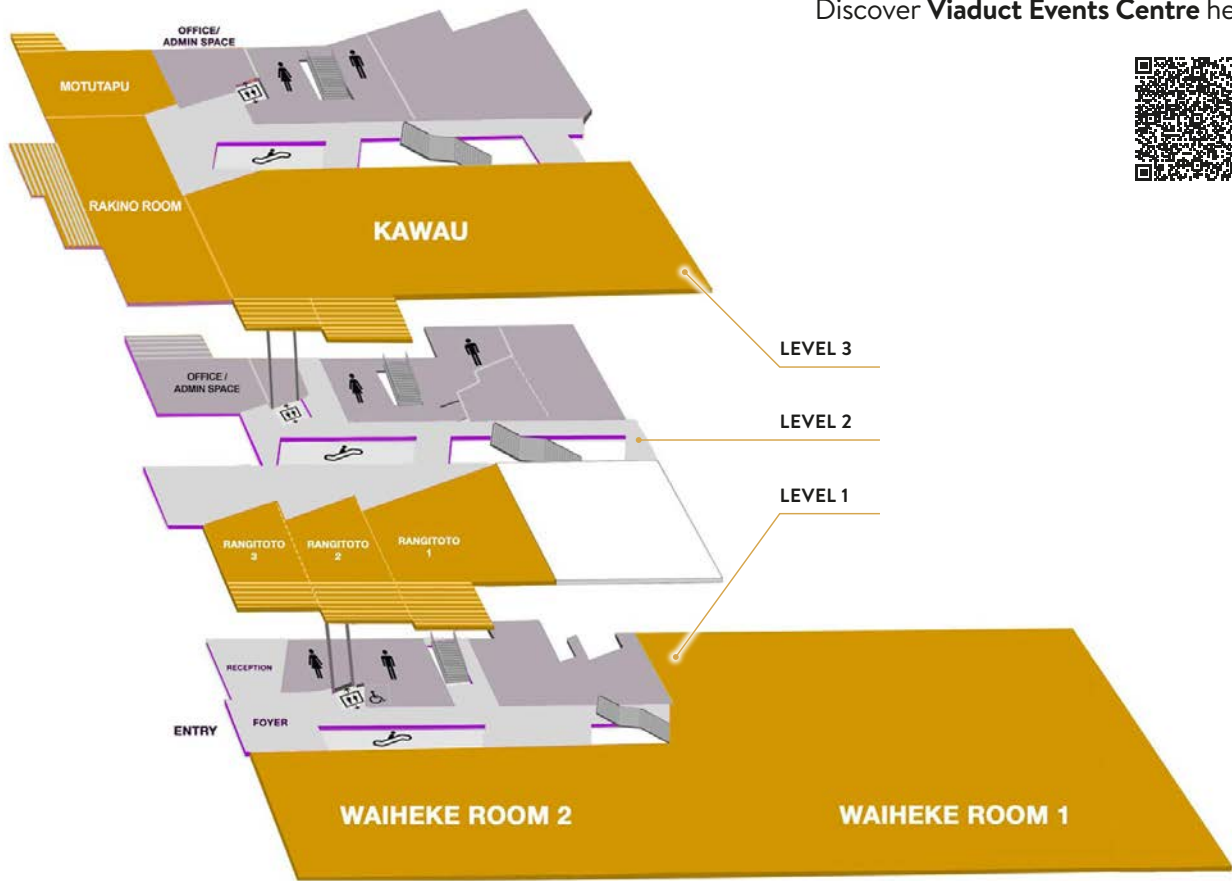 Discover Viaduct Events Centre he
OFFICE/
ADMIN SPACE
MOTUTAPU
RAKINO ROOM
KAWAU
LEVEL 3
OFFICE /
ADMIN SPACE
LEVEL 2
LEVEL 1
RANGITOTO
3
RANGITOTO
2
RANGITOTO
1
RECEPTION
ENTRY
FOYER
WAIHEKE ROOM 2
WAIHEKE ROOM 1